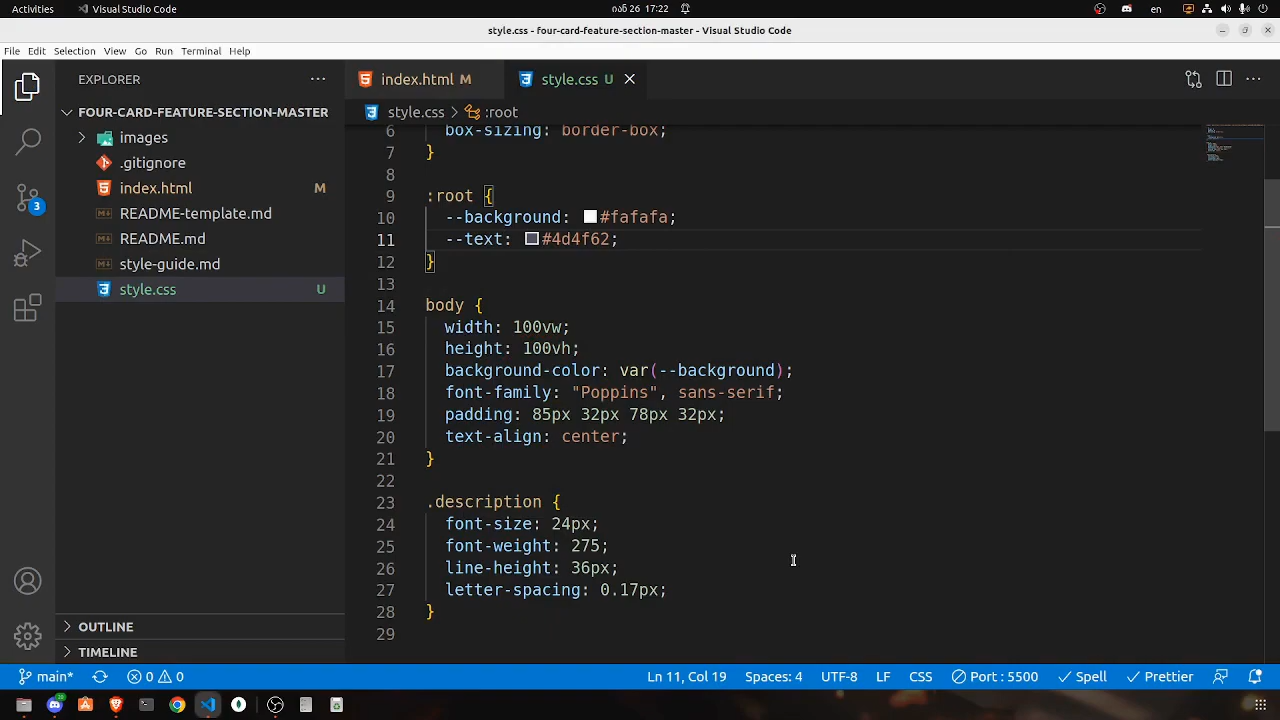 Activities
Visual Studio Code
იან 26 17:22
en
style.css - four-card-feature-section-master - Visual Studio Code
File Edit Selection View Go Run Terminal Help
EXPLORER
index.html M
style.css U
FOUR-CARD-FEATURE-SECTION-MASTER
style.css > :root
images
.gitignore
index.html M
README-template.md
README.md
style-guide.md
style.css U
3
6 box-sizing: border-box;
7 }
8
9 :root {
10 --background: #fafafa;
11 --text: #4d4f62;
12 }
13
14 body {
15 width: 100vw;
16 height: 100vh;
17 background-color: var(--background);
18 font-family: "Poppins", sans-serif;
19 padding: 85px 32px 78px 32px;
20 text-align: center;
21 }
22
23 .description {
24 font-size: 24px;
25 font-weight: 275;
26 line-height: 36px;
27 letter-spacing: 0.17px;
28 }
29
OUTLINE
TIMELINE
main* 0 0 Ln 11, Col 19 Spaces: 4 UTF-8 LF CSS Port : 5500 Spell Prettier